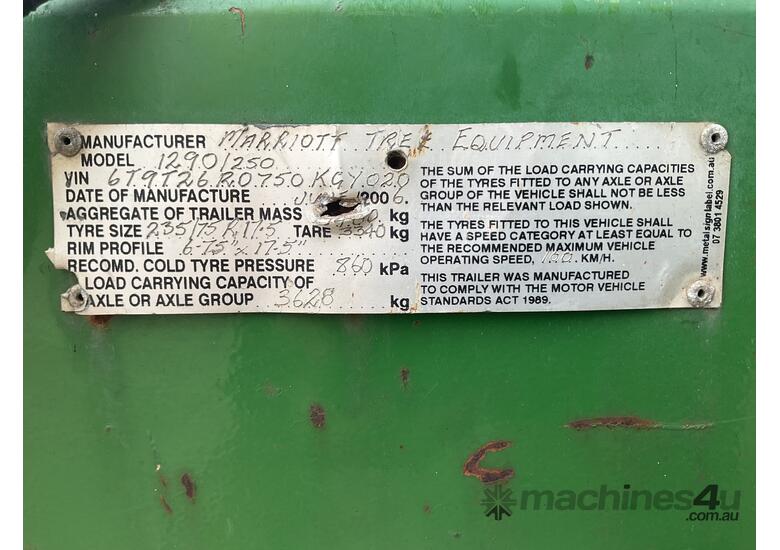 MANUFACTURER MARRIOTT TREE EQUIPMENT
MODEL 1290/250
VIN 6T9T26R0750KGY020
DATE OF MANUFACTURE 2006
AGGREGATE OF TRAILER MASS kg
TYRE SIZE 235/75 R17.5 TARE 3340 kg
RIM PROFILE 6.75" x 17.5"
RECOMD. COLD TYRE PRESSURE 860 kPa
LOAD CARRYING CAPACITY OF
AXLE OR AXLE GROUP 3628 kg
THE SUM OF THE LOAD CARRYING CAPACITIES
OF THE TYRES FITTED TO ANY AXLE OR AXLE
GROUP OF THE VEHICLE SHALL NOT BE LESS
THAN THE RELEVANT LOAD SHOWN.
THE TYRES FITTED TO THIS VEHICLE SHALL
HAVE A SPEED CATEGORY AT LEAST EQUAL TO
THE RECOMMENDED MAXIMUM VEHICLE
OPERATING SPEED, 100 KM/H.
THIS TRAILER WAS MANUFACTURED
TO COMPLY WITH THE MOTOR VEHICLE
STANDARDS ACT 1989.
www.metalsignlabel.com.au
07 3801 4529
machines4u
.com.au